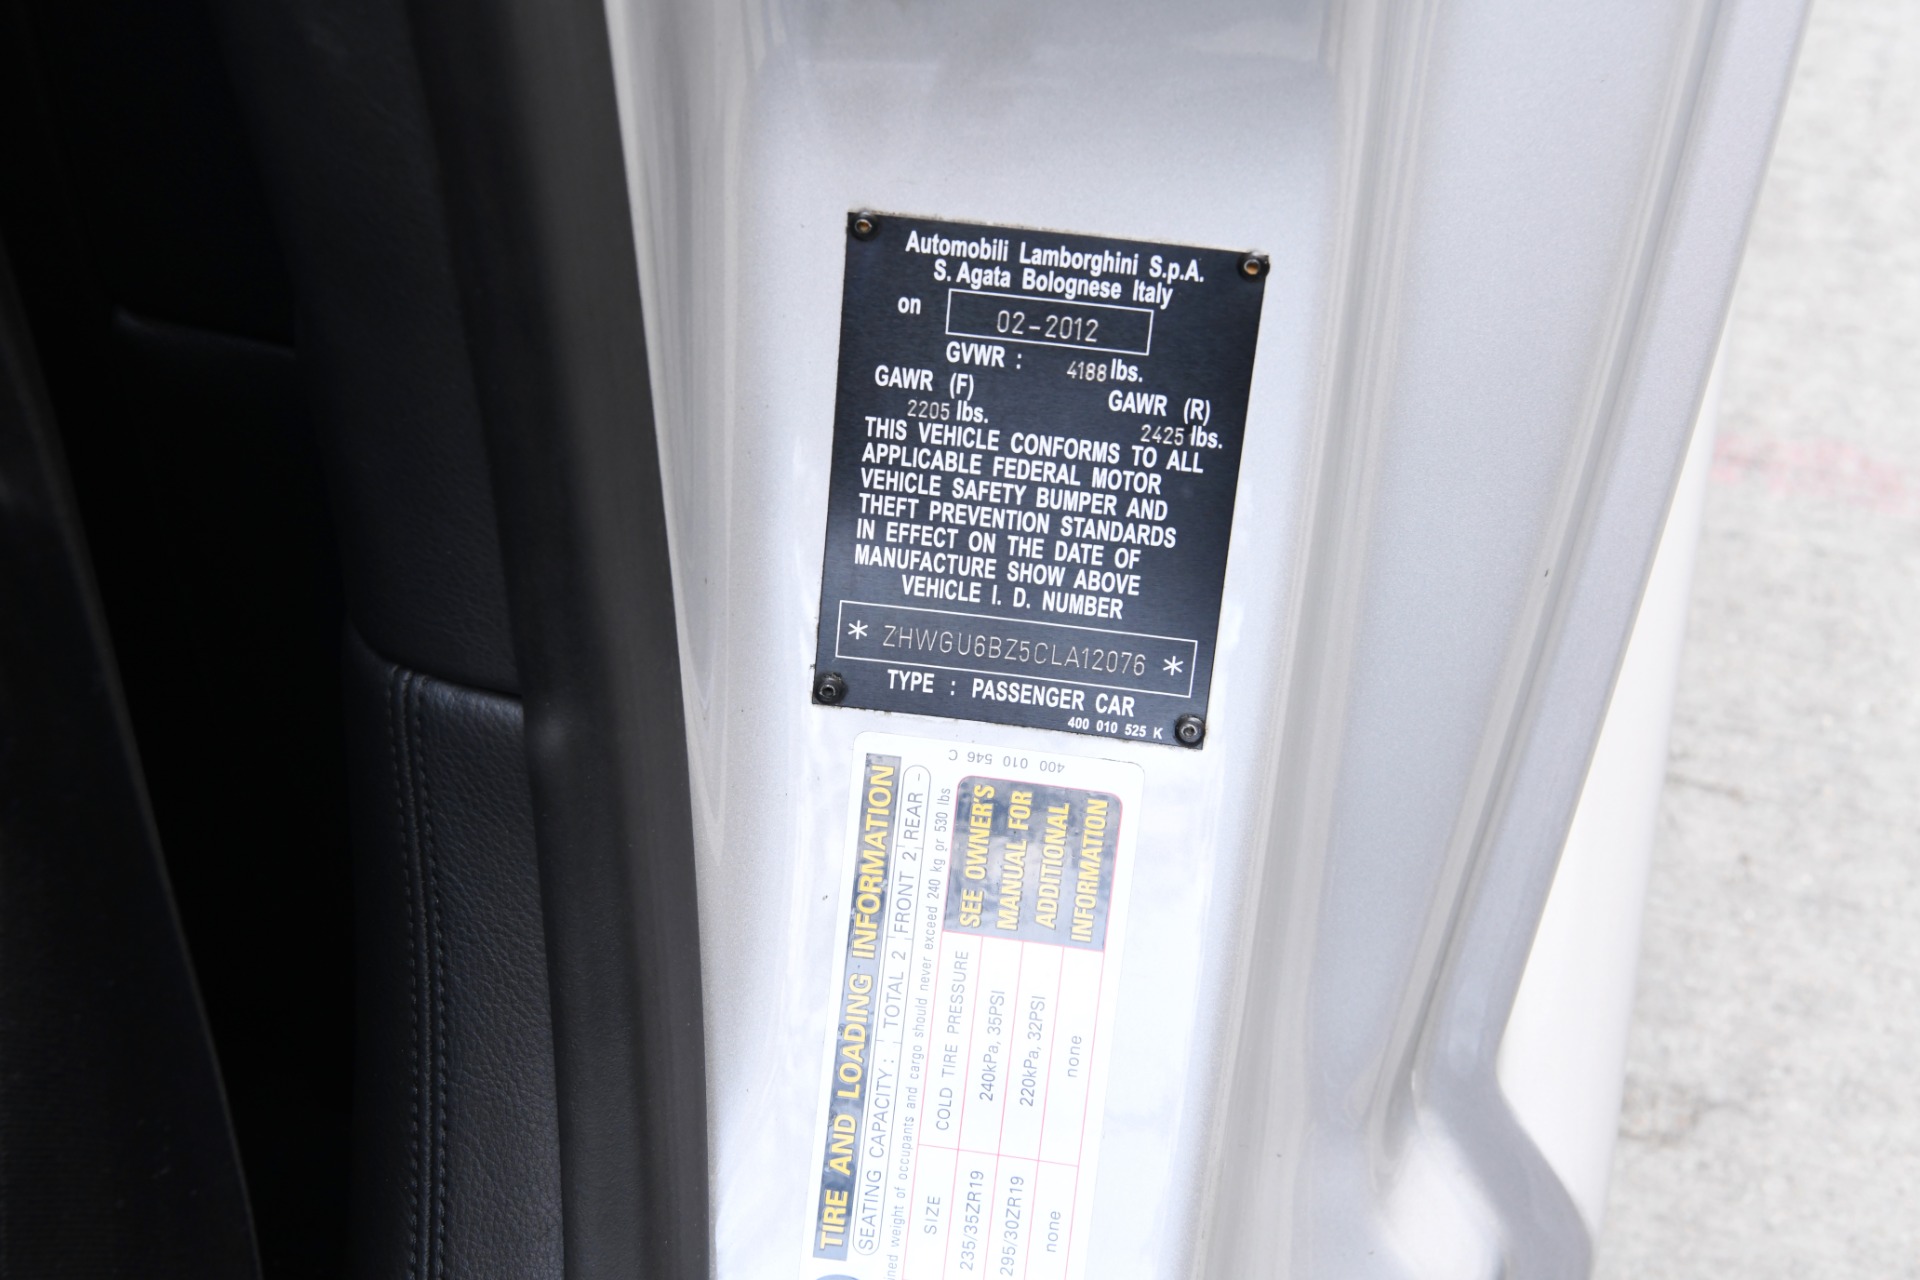 Automobili Lamborghini S.p.A.
S. Agata Bolognese Italy
on 02-2012
GVWR : 4188 lbs.
GAWR (F) GAWR (R)
2205 lbs. 2425 lbs.
THIS VEHICLE CONFORMS TO ALL
APPLICABLE FEDERAL MOTOR
VEHICLE SAFETY BUMPER AND
THEFT PREVENTION STANDARDS
IN EFFECT ON THE DATE OF
MANUFACTURE SHOW ABOVE
VEHICLE I. D. NUMBER
* ZHWGU6BZ5CLA12076 *
TYPE : PASSENGER CAR
400 010 525 K
400 010 546 C
TIRE AND LOADING INFORMATION
SEATING CAPACITY : TOTAL 2 FRONT 2 REAR -
weight of occupants and cargo should never exceed 240 kg or 530 lbs
SIZE COLD TIRE PRESSURE
235/35ZR19 240kPa, 35PSI
295/30ZR19 220kPa, 32PSI
none none
SEE OWNER'S
MANUAL FOR
ADDITIONAL
INFORMATION